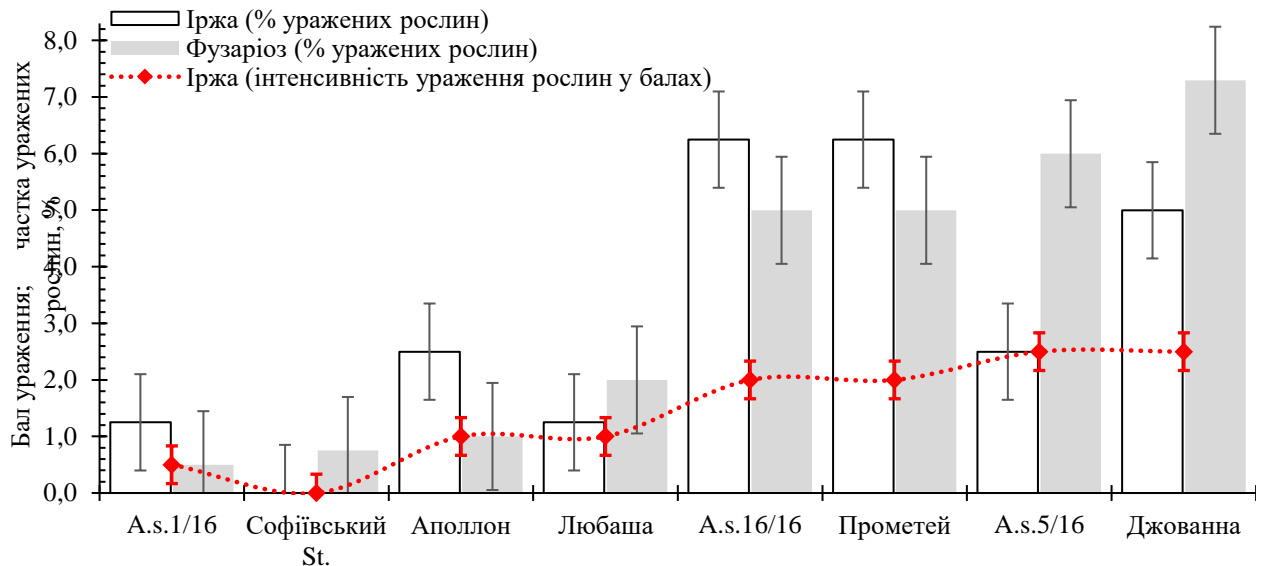 Іржа (% уражених рослин)
Фузаріоз (% уражених рослин)
Іржа (інтенсивність ураження рослин у балах)
Бал ураження; частка уражених
рослин, %
8,0
7,0
6,0
5,0
4,0
3,0
2,0
1,0
0,0
A.s.1/16
Софіївський
St.
Аполлон
Любаша
A.s.16/16
Прометей
A.s.5/16
Джованна